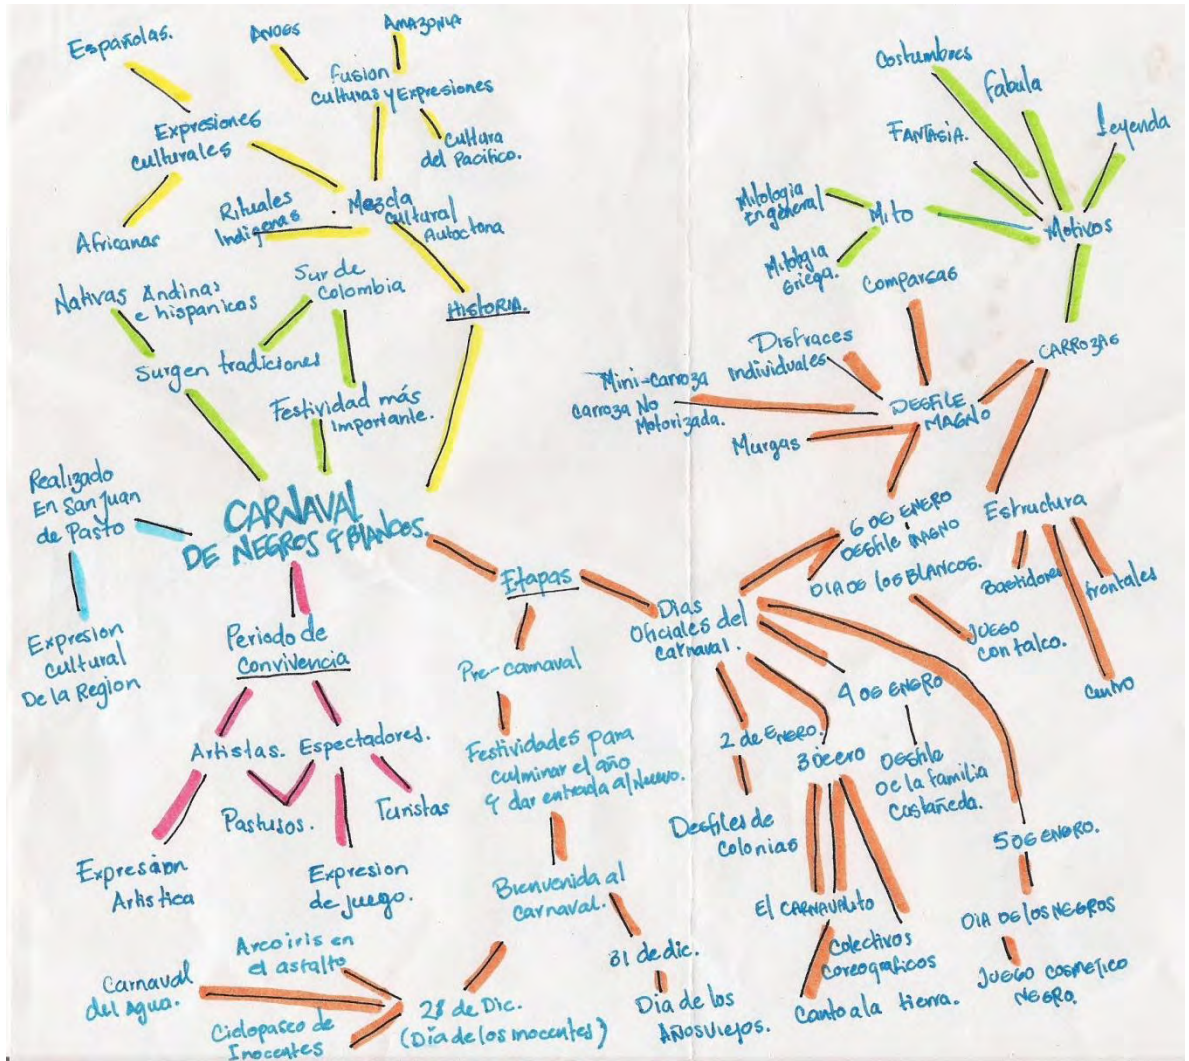 Españolas.
ANDES
AMAZONIA
fusion
culturas y Expresiones
Cultura
del Pacifico.
Expresiones
culturales
Africanas
Rituales
Indigenas
Mezcla
cultural
Autoctona
HISTORIA.
Nativas Andinas
e hispanicas
Sur de
Colombia
Surgen tradiciones
Festividad más
importante.
Realizado
En San Juan
de Pasto
Expresion
cultural
De la Region
CARNAVAL
DE NEGROS Y BLANCOS.
Periodo de
Convivencia
Artistas.
Espectadores.
Pastusos.
Turistas
Expresion
Artistica
Expresion
de juego.
Etapas
Pre-carnaval
Festividades para
culminar el año
y dar entrada al Nuevo.
Bienvenida al
carnaval.
31 de dic.
Dia de los
Años Viejos.
28 de Dic.
(Dia de los inocentes)
Arcoiris en
el asfalto
Carnaval
del Agua.
Ciclopaseo de
Inocentes
Dias
Oficiales del
carnaval.
2 de ENERO.
Desfiles de
colonias
3 De ero
El CARNAVALITO
Colectivos
coreograficos
Canto a la tierra.
4 DE ENERO
DESFILE
DE la familia
castañeda.
5 DE ENERO.
DIA DE LOS NEGROS
JUEGO COSMETICO
NEGRO.
6 DE ENERO
DESFILE MAGNO
DIA DE LOS BLANCOS.
JUEGO
con talco.
DESFILE
MAGNO
Comparsas
Disfraces
individuales
Mini-carroza
carroza No
Motorizada.
Murgas
CARROZAS
Estructura
Bastidores
frontales
Centro
Motivos
Costumbres
fabula
FANTASIA.
Leyenda
Mito
Mitologia
En general
Mitologia
Griega.